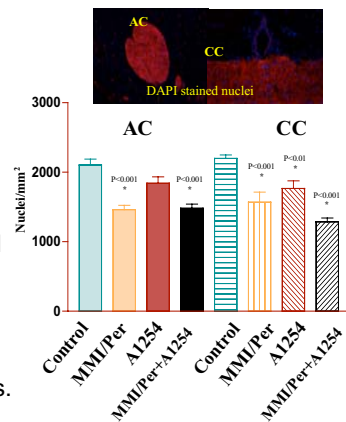 AC
CC
DAPI stained nuclei
3000
AC
CC
2000
1000
0
Nuclei/mm²
P<0.001
*
P<0.001
*
P<0.001
*
P<0.01
*
P<0.001
*
Control
MMI/Per
A1254
MMI/Per+A1254
Control
MMI/Per
A1254
MMI/Per+A1254
s.